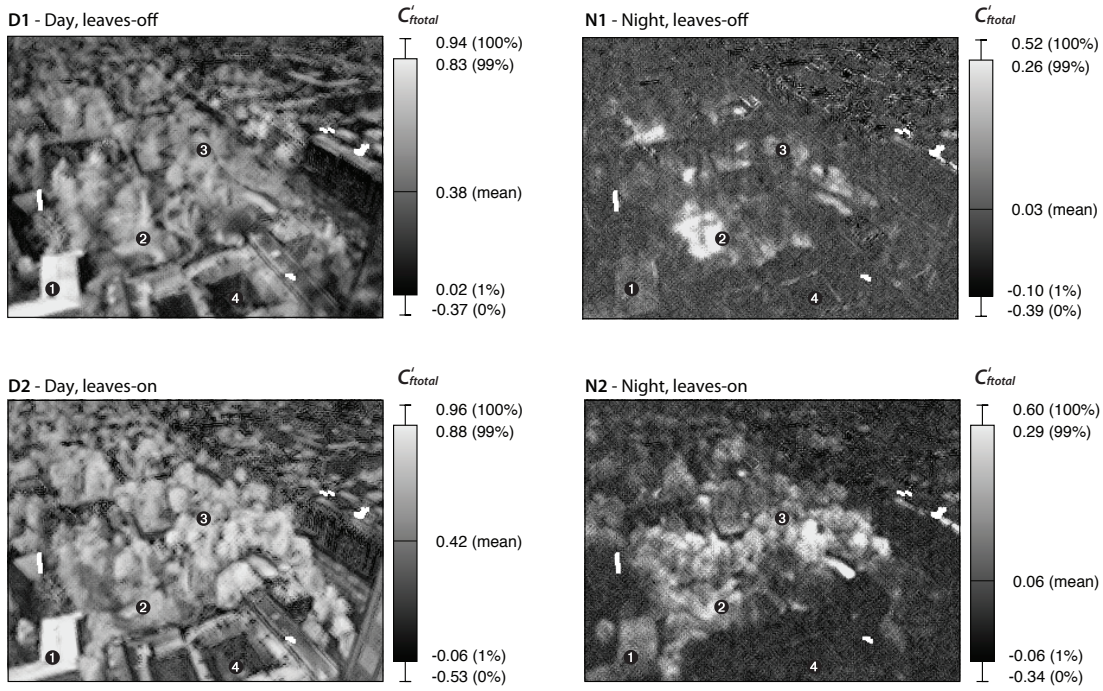 D1 - Day, leaves-off
C'ftotal
0.94 (100%)
0.83 (99%)
0.38 (mean)
0.02 (1%)
-0.37 (0%)
1
2
3
4
N1 - Night, leaves-off
C'ftotal
0.52 (100%)
0.26 (99%)
0.03 (mean)
-0.10 (1%)
-0.39 (0%)
1
2
3
4
D2 - Day, leaves-on
C'ftotal
0.96 (100%)
0.88 (99%)
0.42 (mean)
-0.06 (1%)
-0.53 (0%)
1
2
3
4
N2 - Night, leaves-on
C'ftotal
0.60 (100%)
0.29 (99%)
0.06 (mean)
-0.06 (1%)
-0.34 (0%)
1
2
3
4